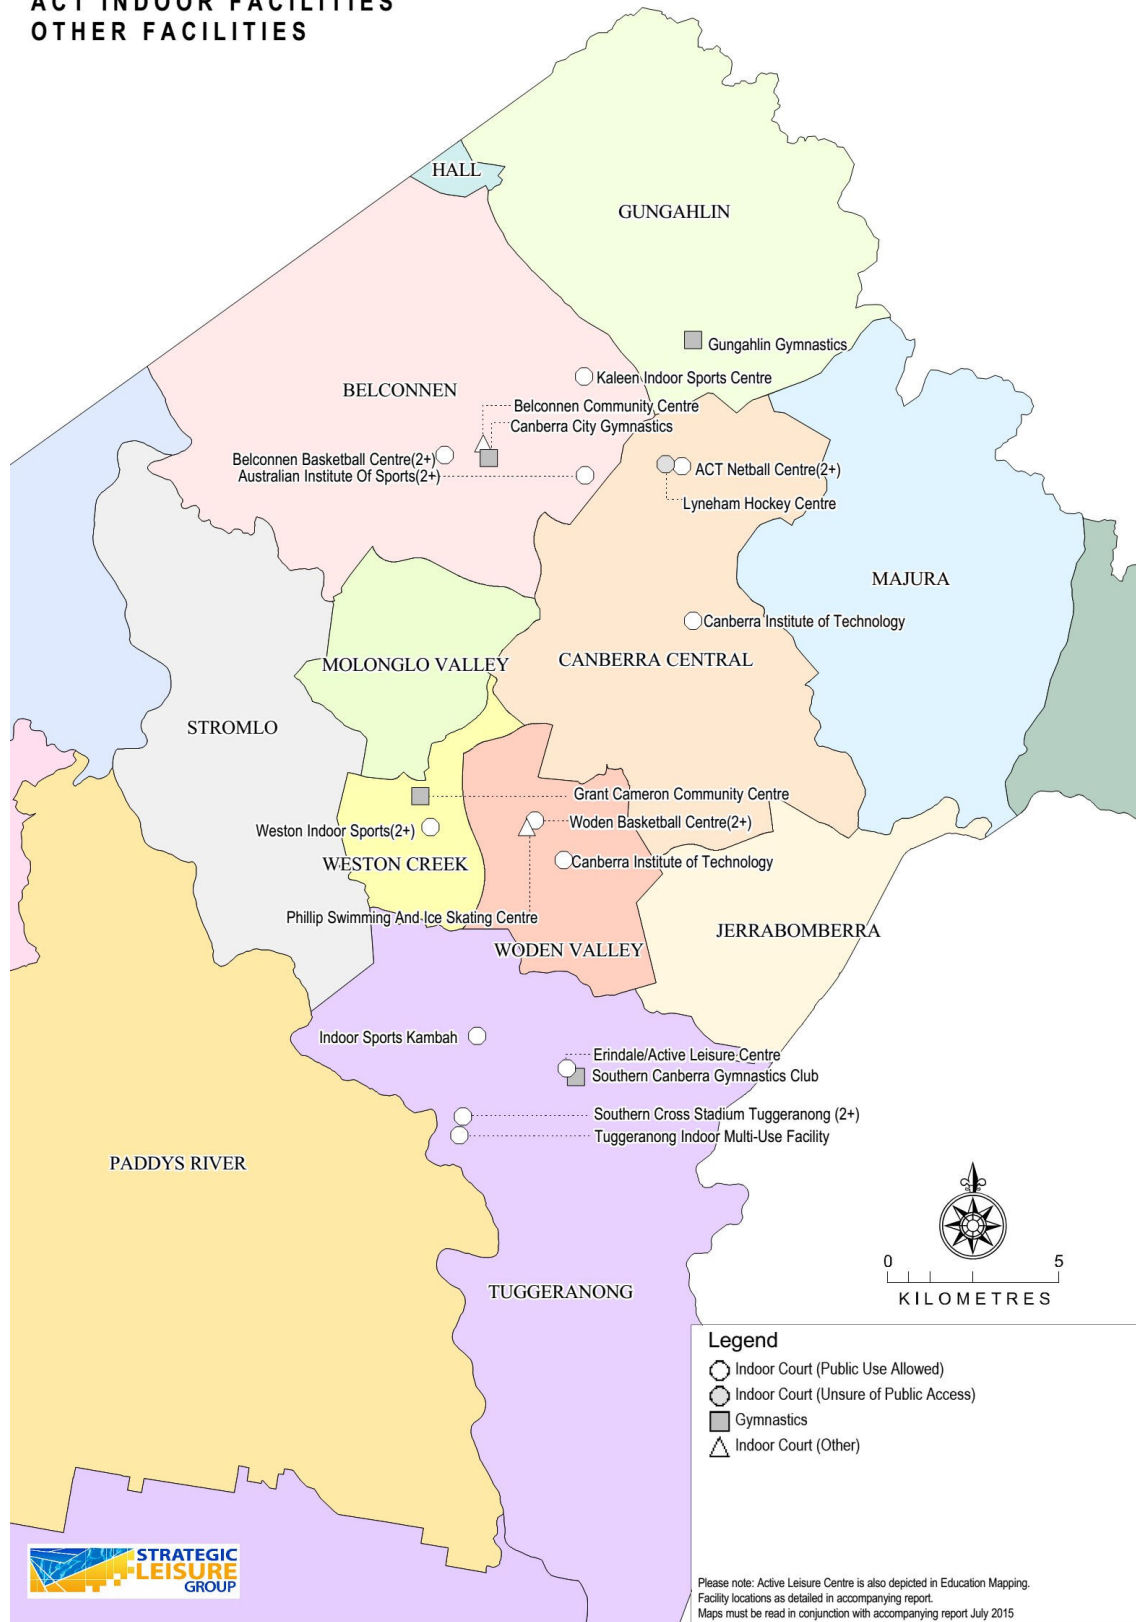 ACT INDOOR FACILITIES
OTHER FACILITIES
HALL
GUNGAHLIN
Gungahlin Gymnastics
Kaleen Indoor Sports Centre
BELCONNEN
Belconnen Community Centre
Canberra City Gymnastics
Belconnen Basketball Centre(2+)
Australian Institute Of Sports(2+)
ACT Netball Centre(2+)
Lyneham Hockey Centre
MAJURA
Canberra Institute of Technology
MOLONGLO VALLEY
CANBERRA CENTRAL
STROMLO
Grant Cameron Community Centre
Weston Indoor Sports(2+)
Woden Basketball Centre(2+)
WESTON CREEK
Canberra Institute of Technology
Phillip Swimming And Ice Skating Centre
JERRABOMBERRA
WODEN VALLEY
Indoor Sports Kambah
Erindale/Active Leisure Centre
Southern Canberra Gymnastics Club
Southern Cross Stadium Tuggeranong (2+)
Tuggeranong Indoor Multi-Use Facility
PADDYS RIVER
TUGGERANONG
0 5
KILOMETRES
Legend
Indoor Court (Public Use Allowed)
Indoor Court (Unsure of Public Access)
Gymnastics
Indoor Court (Other)
STRATEGIC
LEISURE
GROUP
Please note: Active Leisure Centre is also depicted in Education Mapping.
Facility locations as detailed in accompanying report.
Maps must be read in conjunction with accompanying report July 2015